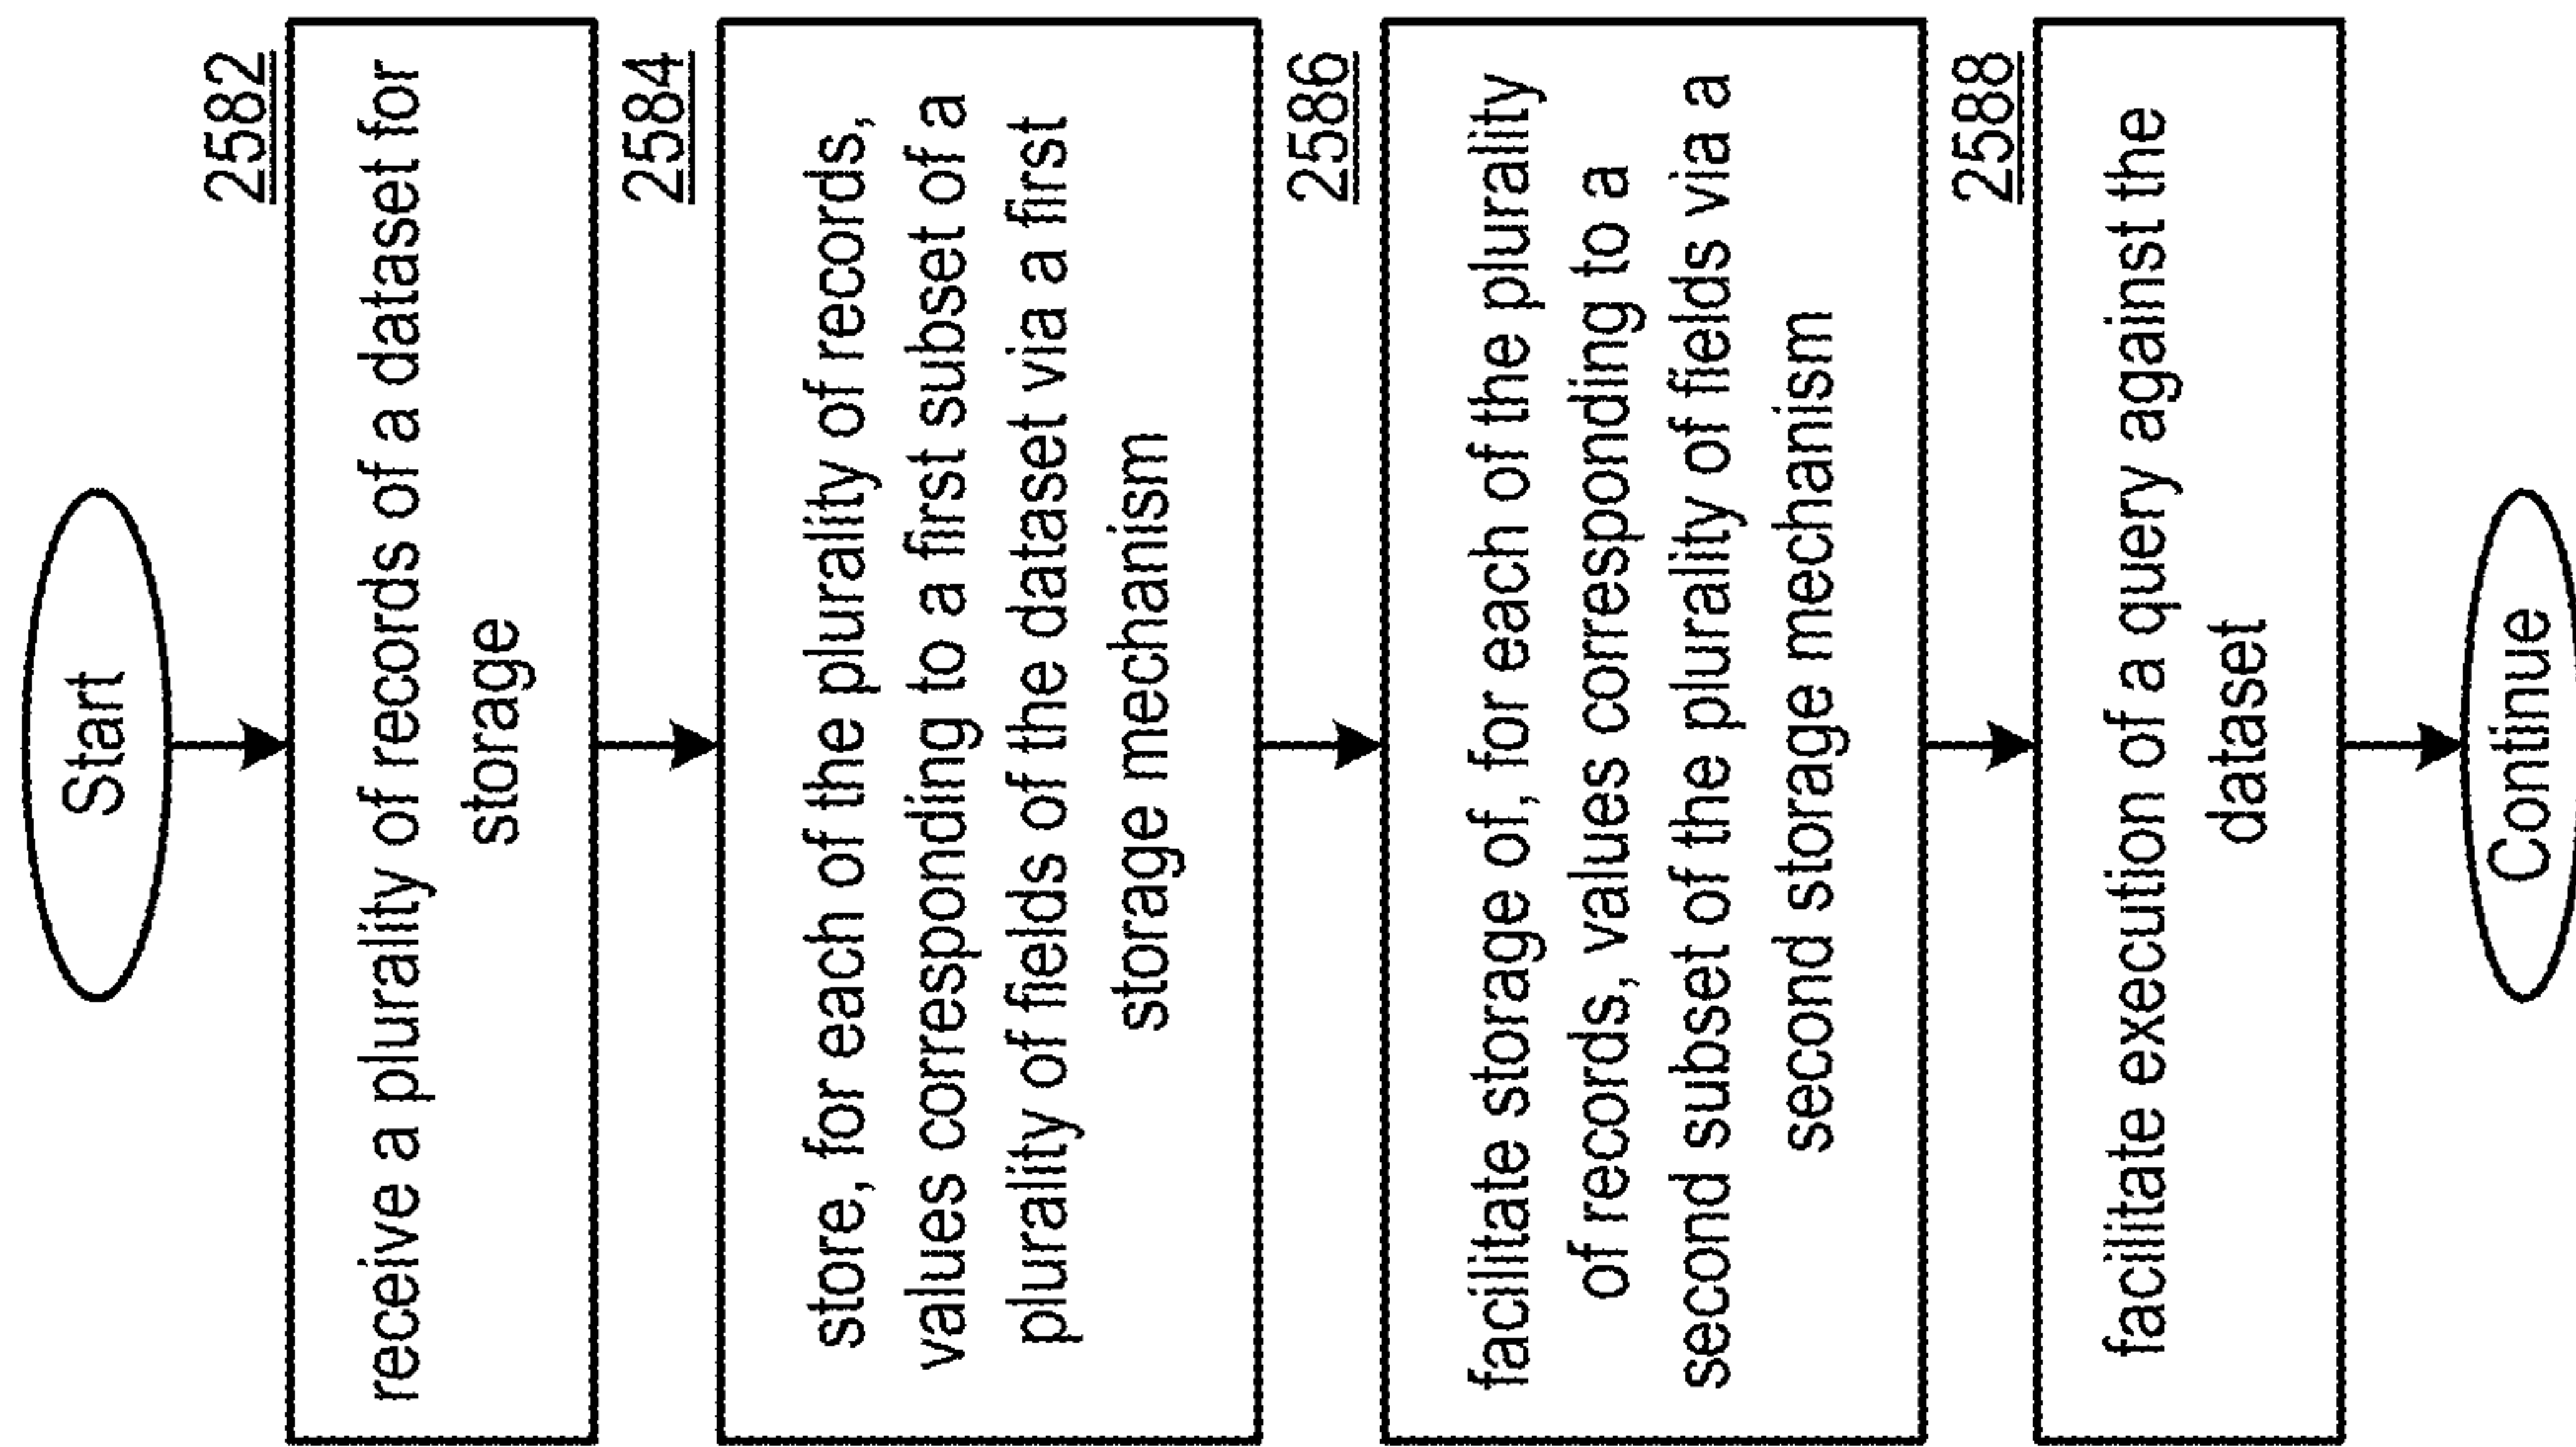 Start
2582
receive a plurality of records of a dataset for
storage
2584
store, for each of the plurality of records,
values corresponding to a first subset of a
plurality of fields of the dataset via a first
storage mechanism
2586
facilitate storage of, for each of the plurality
of records, values corresponding to a
second subset of the plurality of fields via a
second storage mechanism
2588
facilitate execution of a query against the
dataset
Continue